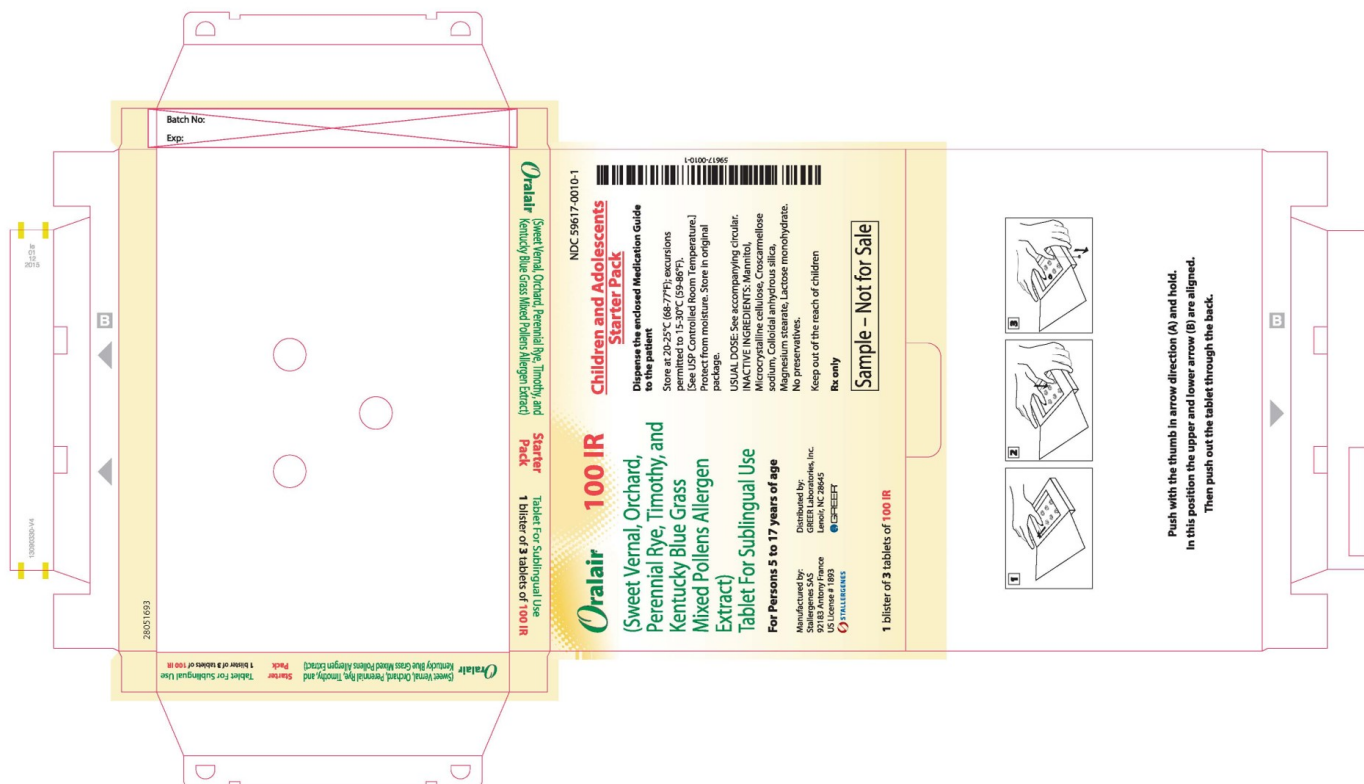 Batch No:
Exp:
28051693
13090330-V4
B
Oralair
(Sweet Vernal, Orchard, Perennial Rye, Timothy, and
Kentucky Blue Grass Mixed Pollens Allergen Extract)
Starter
Pack
Tablet For Sublingual Use
1 blister of 3 tablets of 100 IR
Oralair
(Sweet Vernal, Orchard, Perennial Rye, Timothy, and
Kentucky Blue Grass Mixed Pollens Allergen Extract)
Starter
Pack
Tablet For Sublingual Use
1 blister of 3 tablets of 100 IR
Oralair 100 IR
(Sweet Vernal, Orchard,
Perennial Rye, Timothy, and
Kentucky Blue Grass
Mixed Pollens Allergen
Extract)
Tablet For Sublingual Use
For Persons 5 to 17 years of age
Manufactured by:
Stallergenes SAS
92183 Antony France
US License # 1893
STALLERGENES
Distributed by:
GREER Laboratories, Inc.
Lenoir, NC 28645
GREER
1 blister of 3 tablets of 100 IR
NDC 59617-0010-1
59617-0010-1
Children and Adolescents
Starter Pack
Dispense the enclosed Medication Guide
to the patient
Store at 20-25°C (68-77°F); excursions
permitted to 15-30°C (59-86°F).
[See USP Controlled Room Temperature.]
Protect from moisture. Store in original
package.
USUAL DOSE: See accompanying circular.
INACTIVE INGREDIENTS: Mannitol,
Microcrystalline cellulose, Croscarmellose
sodium, Colloidal anhydrous silica,
Magnesium stearate, Lactose monohydrate.
No preservatives.
Keep out of the reach of children
Rx only
Sample – Not for Sale
1
2
3
Push with the thumb in arrow direction (A) and hold.
In this position the upper and lower arrow (B) are aligned.
Then push out the tablet through the back.
B